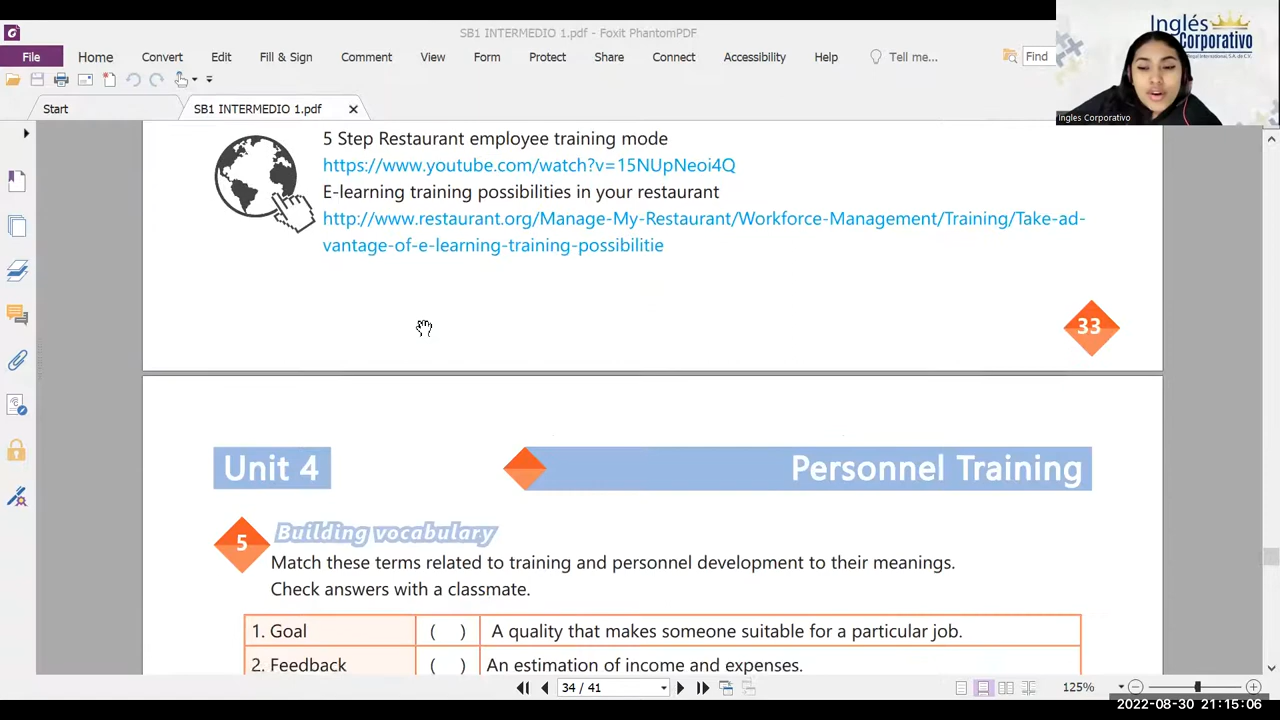 SB1 INTERMEDIO 1.pdf - Foxit PhantomPDF
File Home Convert Edit Fill & Sign Comment View Form Protect Share Connect Accessibility Help Tell me... Find
Start SB1 INTERMEDIO 1.pdf
Inglés
Corporativo
Ingles Corporativo
5 Step Restaurant employee training mode
https://www.youtube.com/watch?v=15NUpNeoi4Q
E-learning training possibilities in your restaurant
http://www.restaurant.org/Manage-My-Restaurant/Workforce-Management/Training/Take-ad-
vantage-of-e-learning-training-possibilitie
33
Unit 4 Personnel Training
5 Building vocabulary
Match these terms related to training and personnel development to their meanings.
Check answers with a classmate.
1. Goal ( ) A quality that makes someone suitable for a particular job.
2. Feedback ( ) An estimation of income and expenses.
34 / 41 125%
2022-08-30 21:15:06